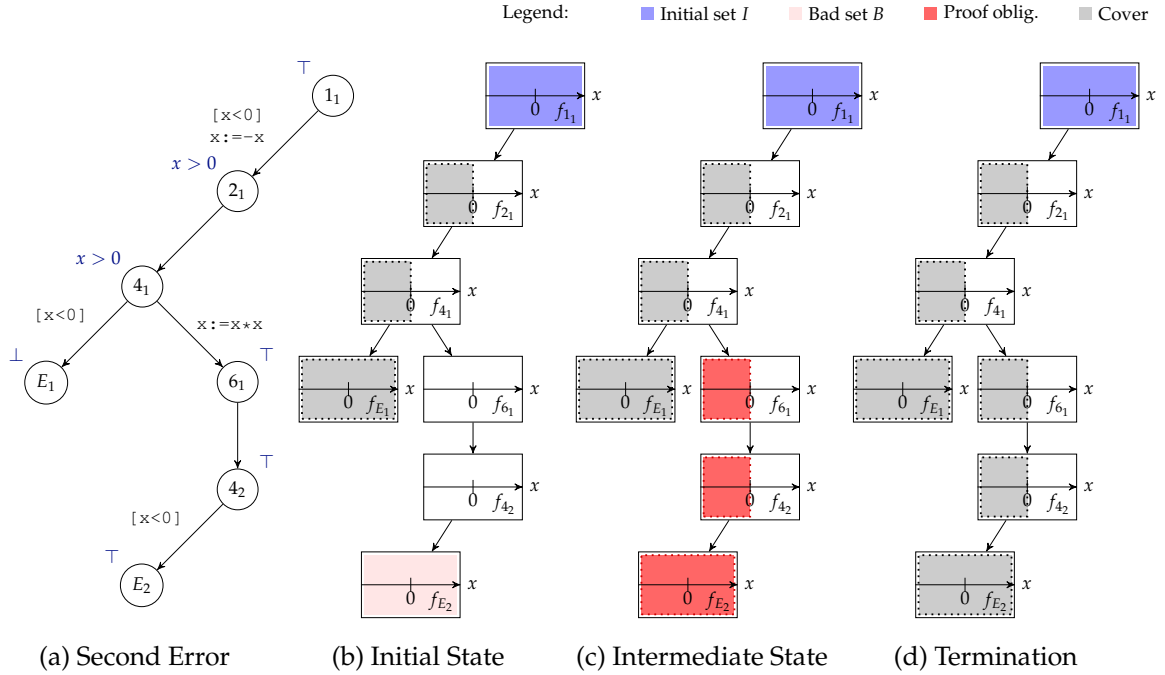 Legend: Initial set I Bad set B Proof oblig. Cover
⊤
1₁
[x<0]
x:=-x
x > 0
2₁
x > 0
4₁
[x<0]
x:=x*x
⊥
E₁
⊤
6₁
⊤
4₂
[x<0]
⊤
E₂
(a) Second Error
0 f₁₁ x
0 f₂₁ x
0 f₄₁ x
0 f_E₁ x
0 f₆₁
0 f₄₂ x
0 f_E₂ x
(b) Initial State
0 f₁₁ x
0 f₂₁ x
0 f₄₁ x
0 f_E₁ x
0 f₆₁
0 f₄₂ x
0 f_E₂ x
(c) Intermediate State
0 f₁₁ x
0 f₂₁ x
0 f₄₁ x
0 f_E₁ x
0 f₆₁ x
0 f₄₂ x
0 f_E₂ x
(d) Termination